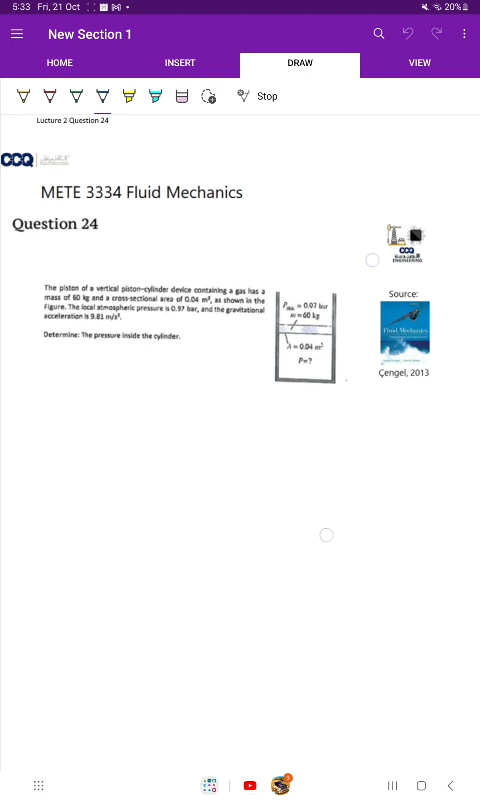 5:33 Fri, 21 Oct
20%
New Section 1
HOME INSERT DRAW VIEW
Stop
Lucture 2 Question 24
CCQ
METE 3334 Fluid Mechanics
Question 24
CCQ
ENGINEERING
The piston of a vertical piston–cylinder device containing a gas has a
mass of 60 kg and a cross-sectional area of 0.04 m², as shown in the
Figure. The local atmospheric pressure is 0.97 bar, and the gravitational
acceleration is 9.81 m/s².
Determine: The pressure inside the cylinder.
Patm = 0.97 bar
m = 60 kg
A = 0.04 m²
P = ?
Source:
Fluid Mechanics
Çengel, 2013